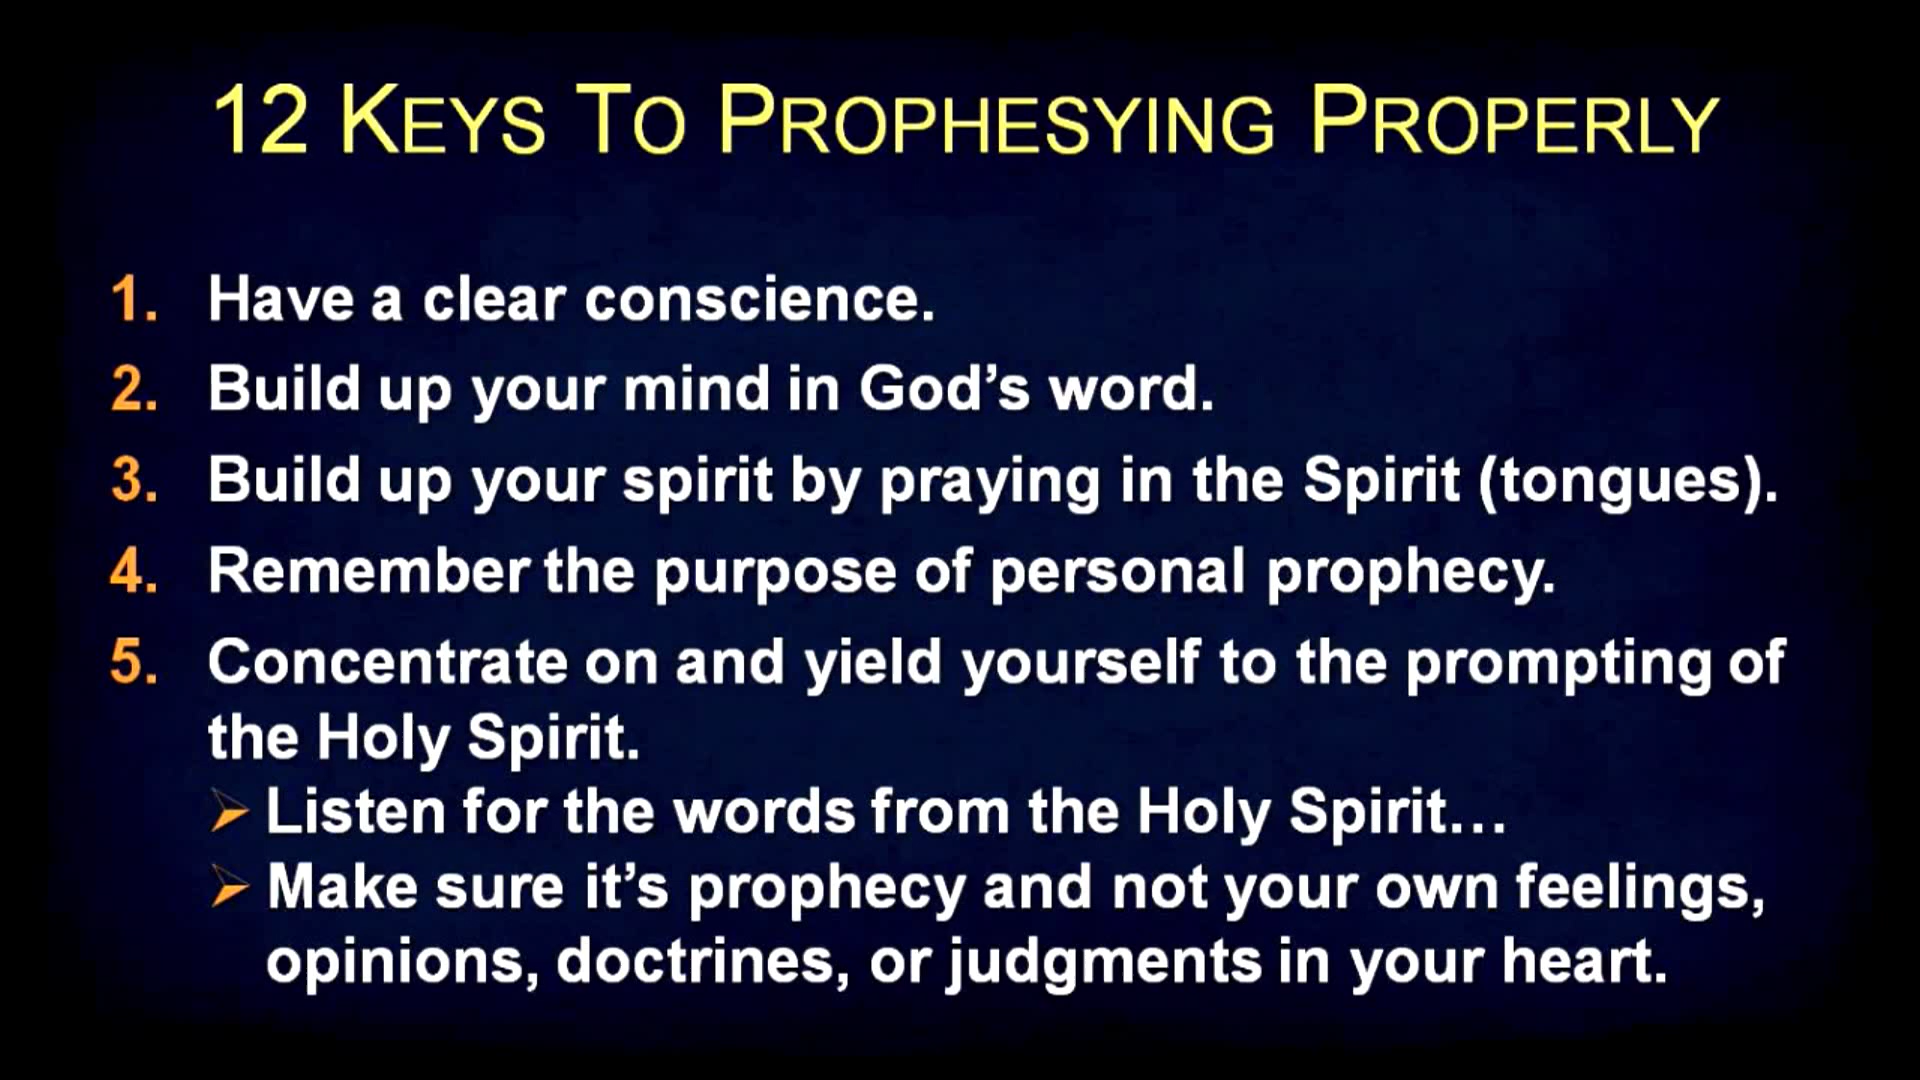 12 KEYS TO PROPHESYING PROPERLY
1. Have a clear conscience.
2. Build up your mind in God’s word.
3. Build up your spirit by praying in the Spirit (tongues).
4. Remember the purpose of personal prophecy.
5. Concentrate on and yield yourself to the prompting of
the Holy Spirit.
➢ Listen for the words from the Holy Spirit…
➢ Make sure it’s prophecy and not your own feelings,
opinions, doctrines, or judgments in your heart.